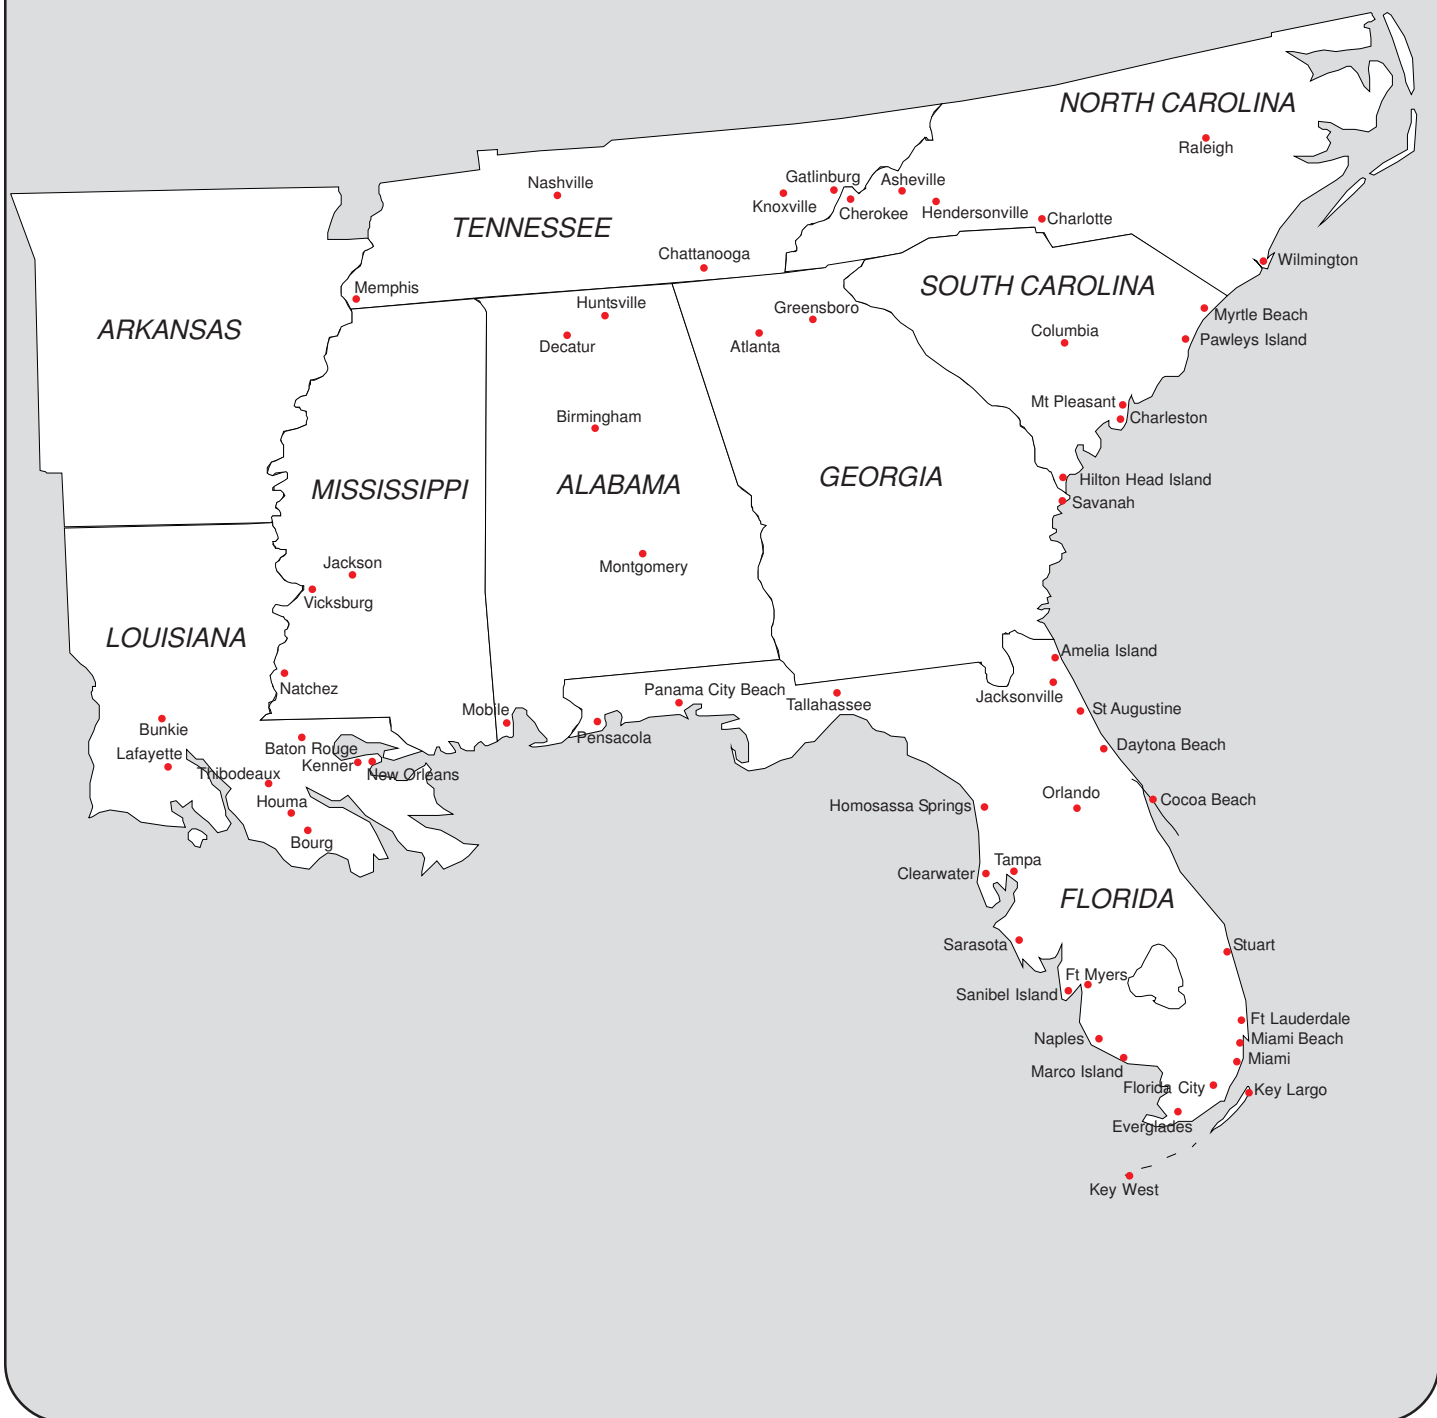 NORTH CAROLINA
Raleigh
Gatlinburg
Asheville
Nashville
Knoxville
Cherokee
Hendersonville
Charlotte
TENNESSEE
Chattanooga
Wilmington
Memphis
SOUTH CAROLINA
Huntsville
Greensboro
Myrtle Beach
ARKANSAS
Columbia
Decatur
Atlanta
Pawleys Island
Mt Pleasant
Birmingham
Charleston
MISSISSIPPI
ALABAMA
GEORGIA
Hilton Head Island
Savanah
Jackson
Montgomery
Vicksburg
LOUISIANA
Amelia Island
Natchez
Panama City Beach
Jacksonville
Tallahassee
Mobile
St Augustine
Bunkie
Pensacola
Baton Rouge
Daytona Beach
Lafayette
Kenner
New Orleans
Thibodeaux
Houma
Orlando
Cocoa Beach
Homosassa Springs
Bourg
Tampa
Clearwater
FLORIDA
Sarasota
Stuart
Ft Myers
Sanibel Island
Ft Lauderdale
Naples
Miami Beach
Miami
Marco Island
Florida City
Key Largo
Everglades
Key West